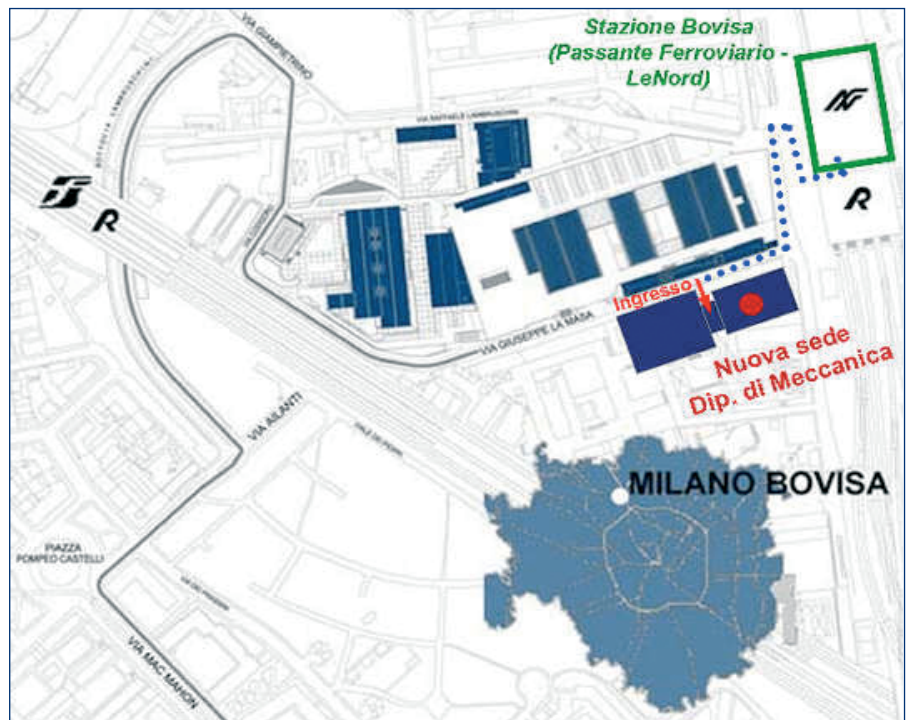 VIA GIAMPIETRINO
Stazione Bovisa
(Passante Ferroviario -
LeNord)
VIA RAFFAELE LAMBRUSCHINI
R
R
Ingresso
VIA GIUSEPPE LA MASA
Nuova sede
Dip. di Meccanica
VIA AILANTI
MILANO BOVISA
PIAZZA
POMPEO CASTELLI
VIA MAC MAHON